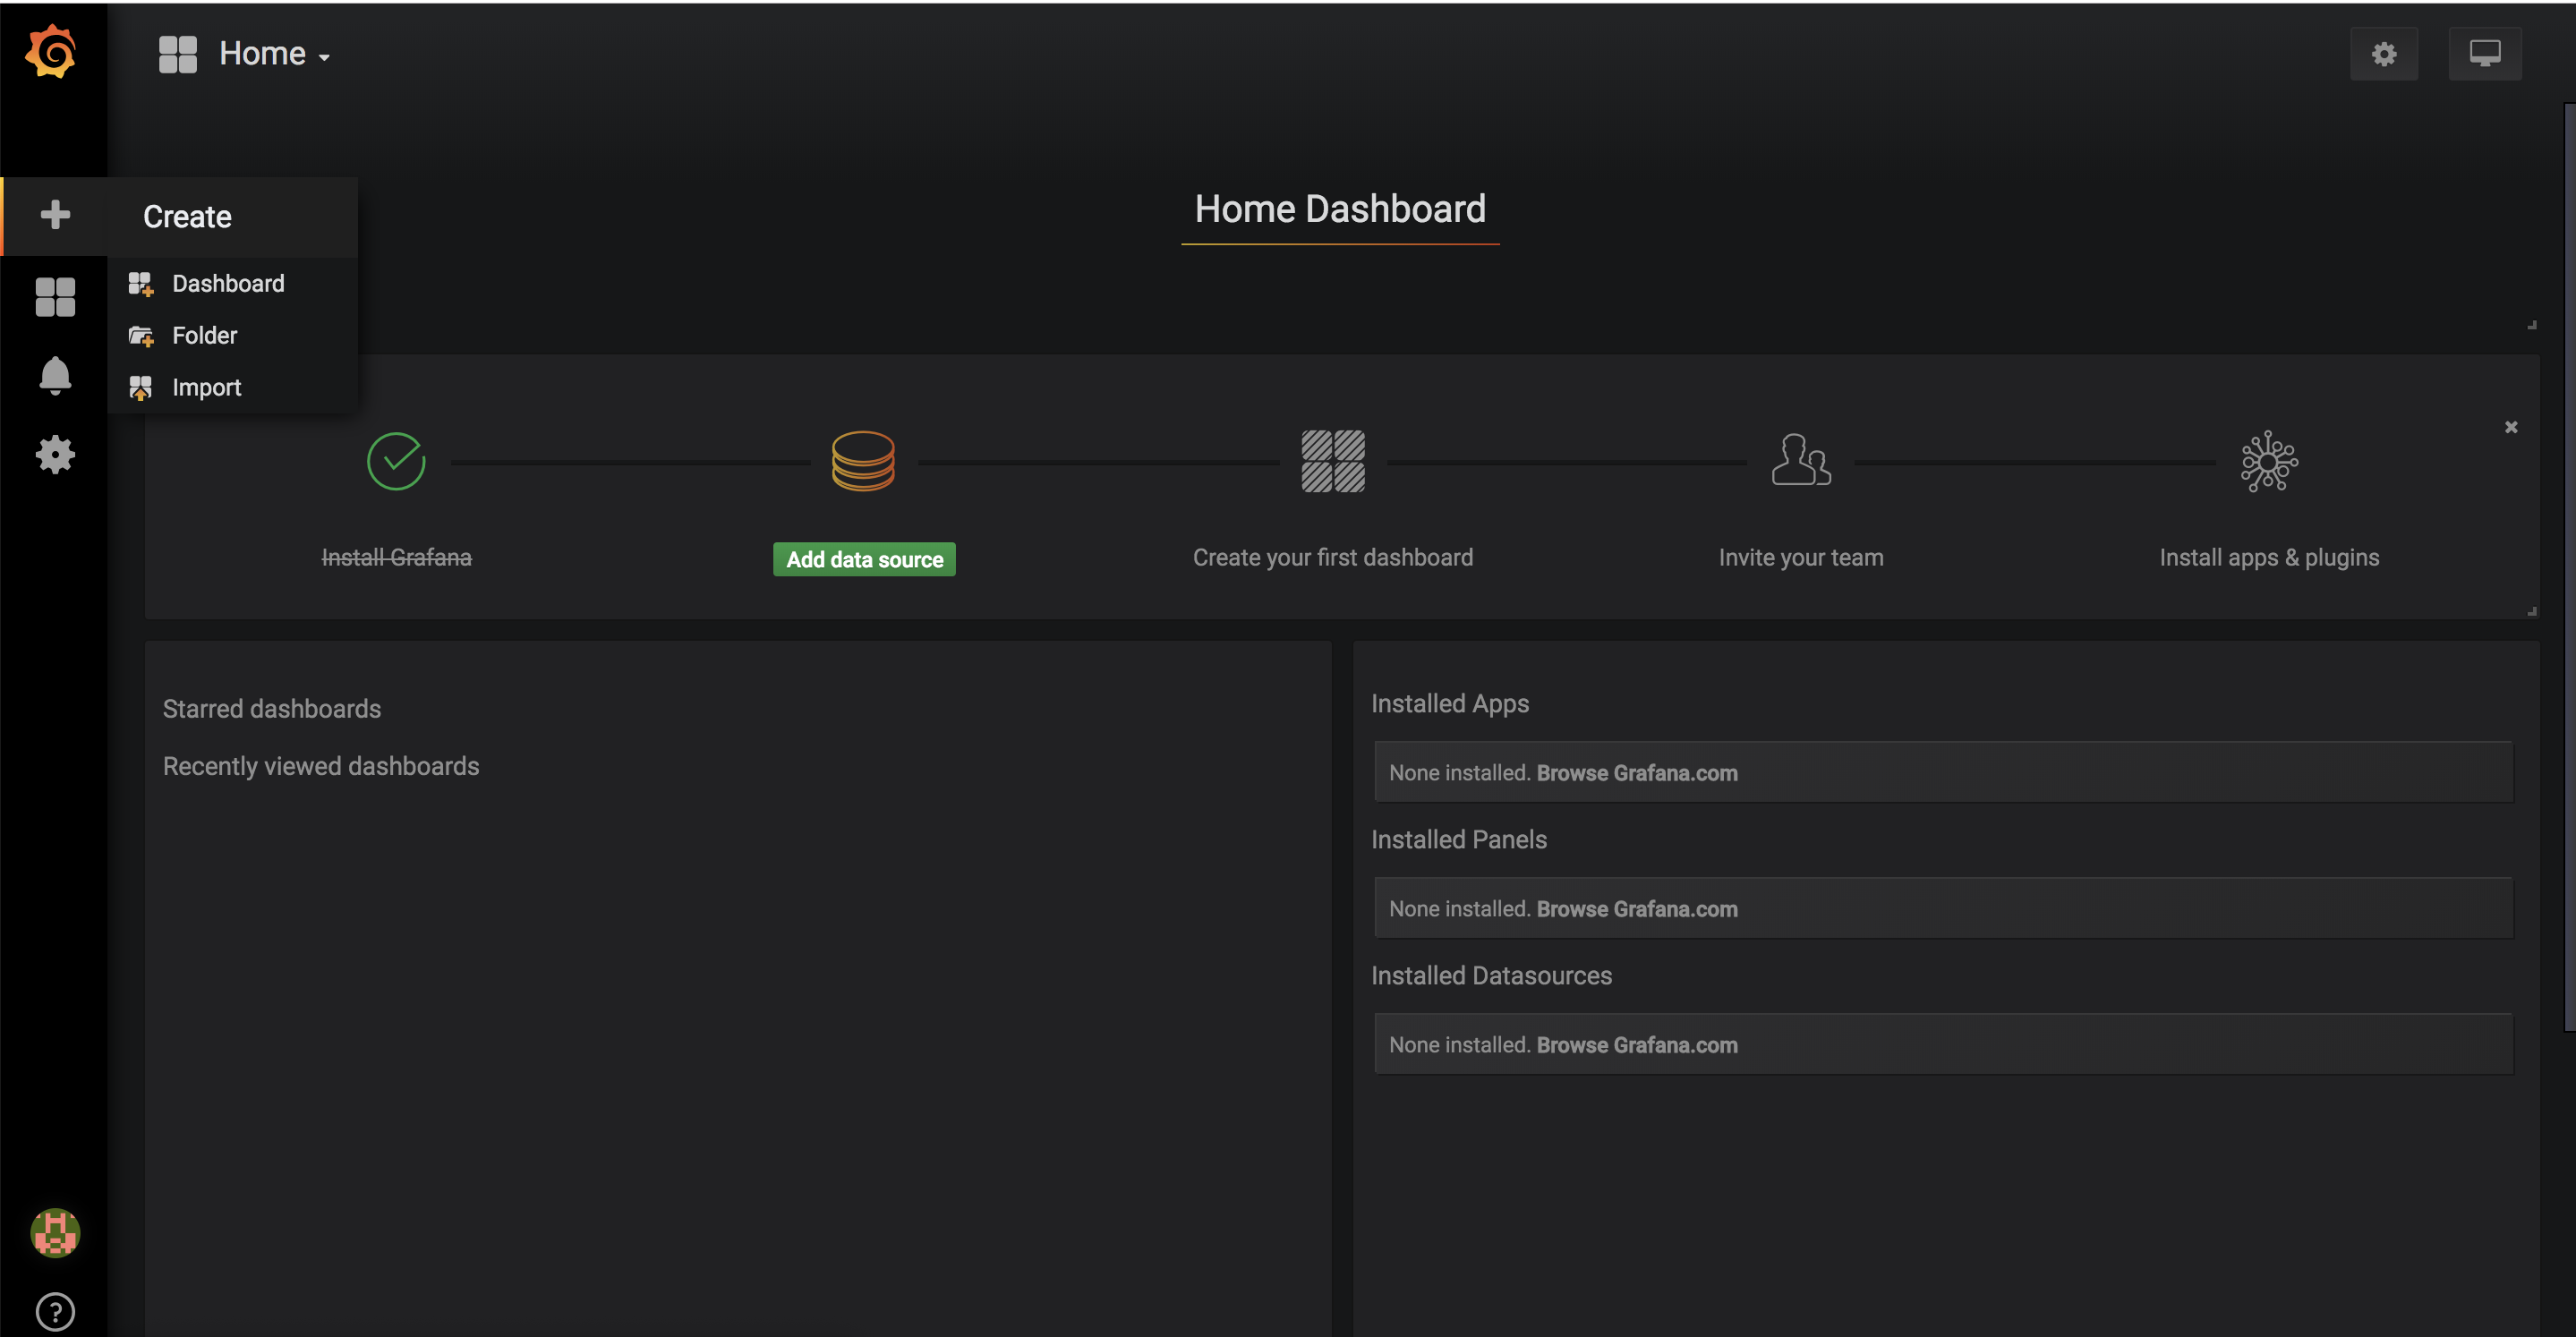 Home
Create
Dashboard
Folder
Import
Home Dashboard
Install Grafana
Add data source
Create your first dashboard
Invite your team
Install apps & plugins
Starred dashboards
Recently viewed dashboards
Installed Apps
None installed. Browse Grafana.com
Installed Panels
None installed. Browse Grafana.com
Installed Datasources
None installed. Browse Grafana.com